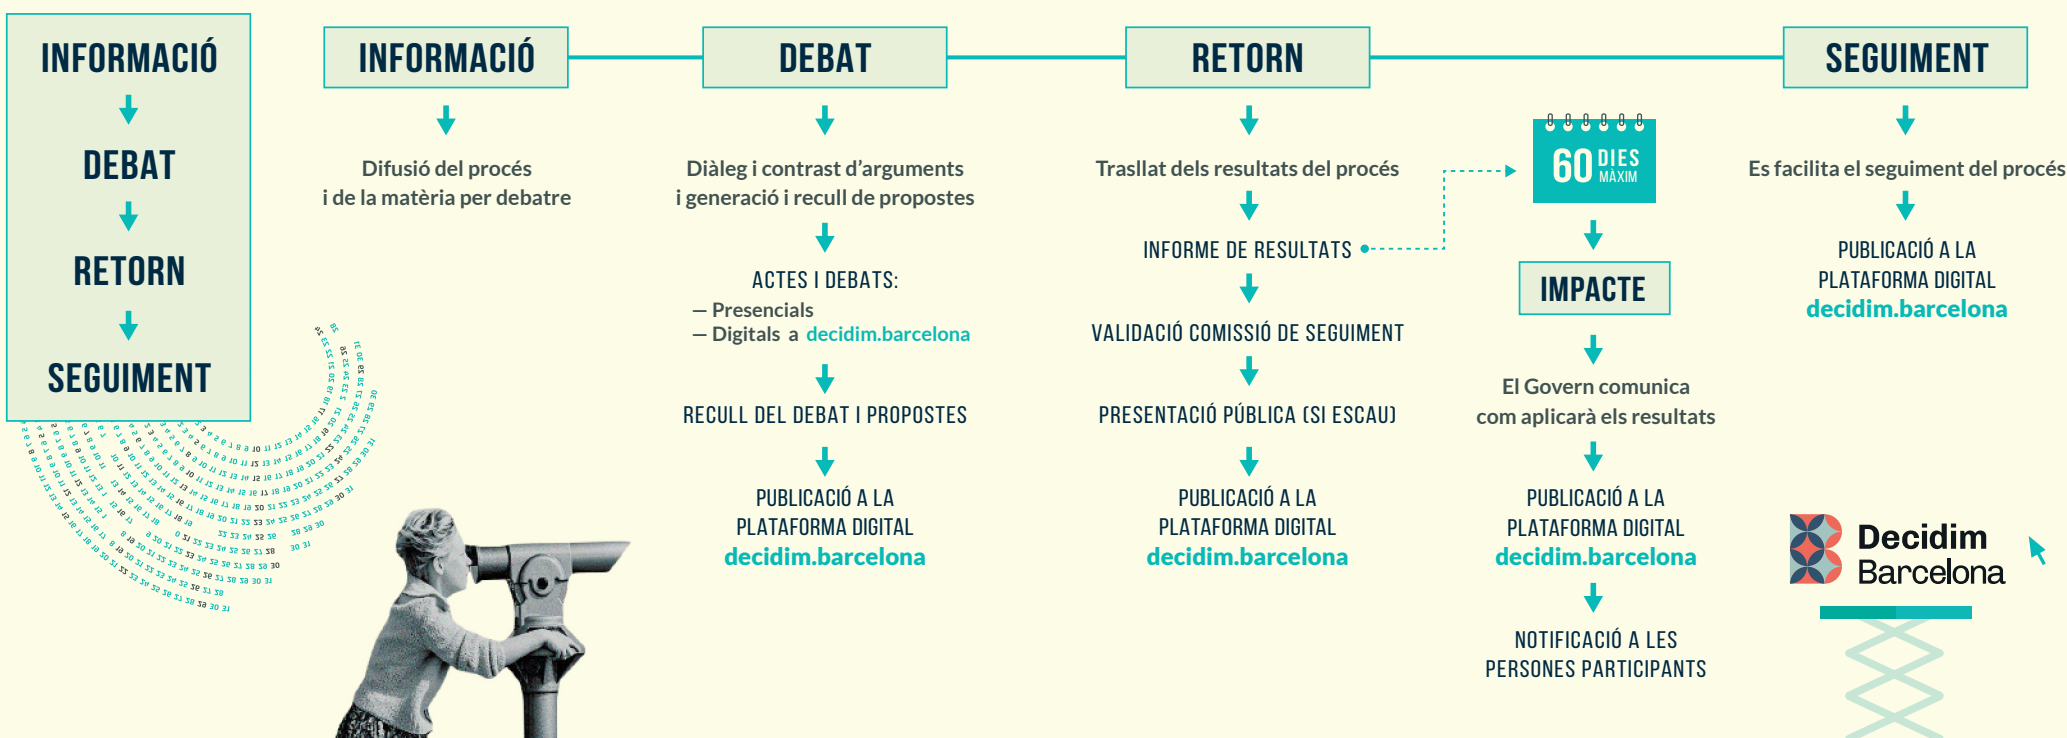 INFORMACIÓ
DEBAT
RETORN
SEGUIMENT
INFORMACIÓ
Difusió del procés
i de la matèria per debatre
DEBAT
Diàleg i contrast d'arguments
i generació i recull de propostes
ACTES I DEBATS:
— Presencials
— Digitals a decidim.barcelona
RECULL DEL DEBAT I PROPOSTES
PUBLICACIÓ A LA
PLATAFORMA DIGITAL
decidim.barcelona
RETORN
Trasllat dels resultats del procés
INFORME DE RESULTATS
VALIDACIÓ COMISSIÓ DE SEGUIMENT
PRESENTACIÓ PÚBLICA (SI ESCAU)
PUBLICACIÓ A LA
PLATAFORMA DIGITAL
decidim.barcelona
60 DIES
MÀXIM
IMPACTE
El Govern comunica
com aplicarà els resultats
PUBLICACIÓ A LA
PLATAFORMA DIGITAL
decidim.barcelona
NOTIFICACIÓ A LES
PERSONES PARTICIPANTS
SEGUIMENT
Es facilita el seguiment del procés
PUBLICACIÓ A LA
PLATAFORMA DIGITAL
decidim.barcelona
Decidim
Barcelona